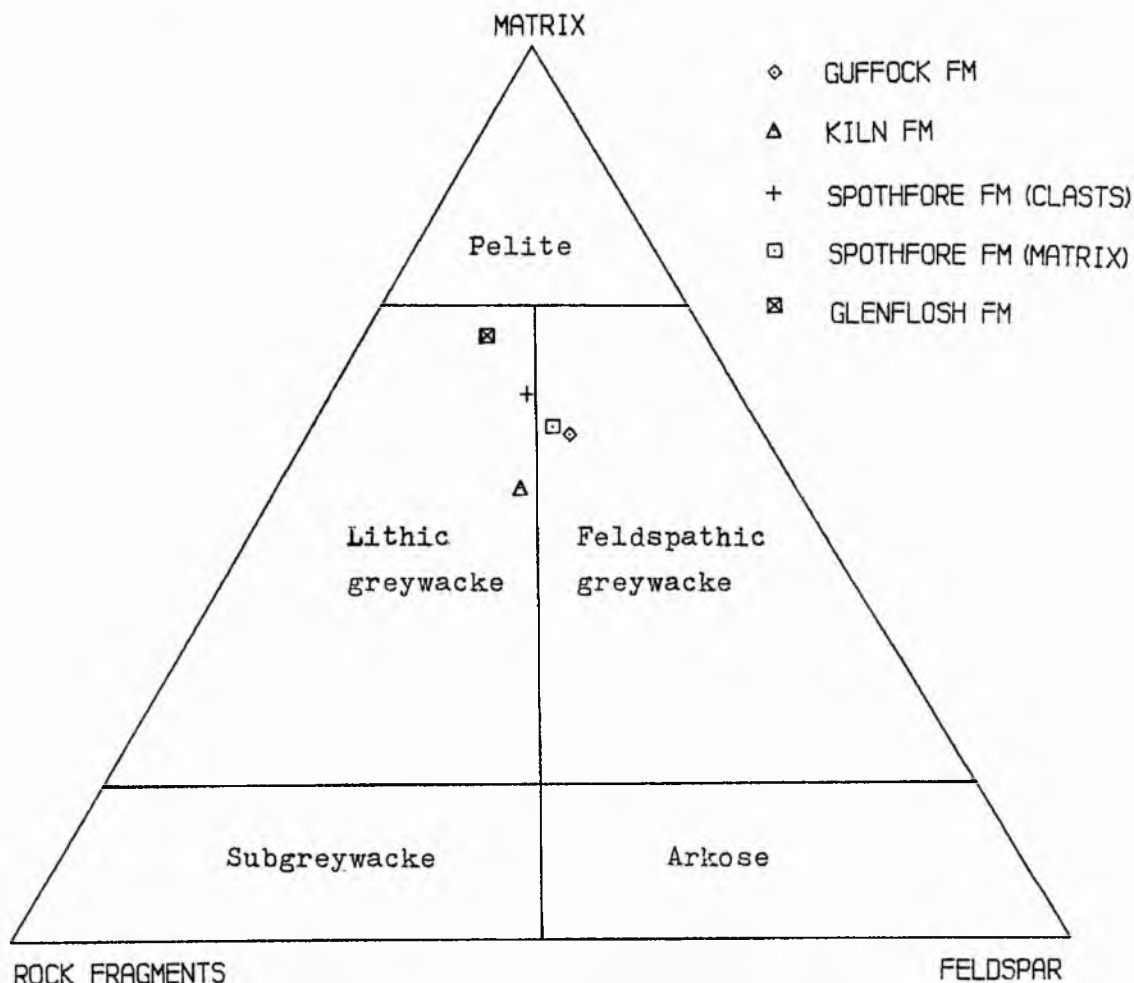 MATRIX
GUFFOCK FM
KILN FM
SPOTHFORE FM (CLASTS)
SPOTHFORE FM (MATRIX)
GLENFLOSH FM
Pelite
Lithic
greywacke
Feldspathic
greywacke
Subgreywacke
Arkose
ROCK FRAGMENTS
FELDSPAR